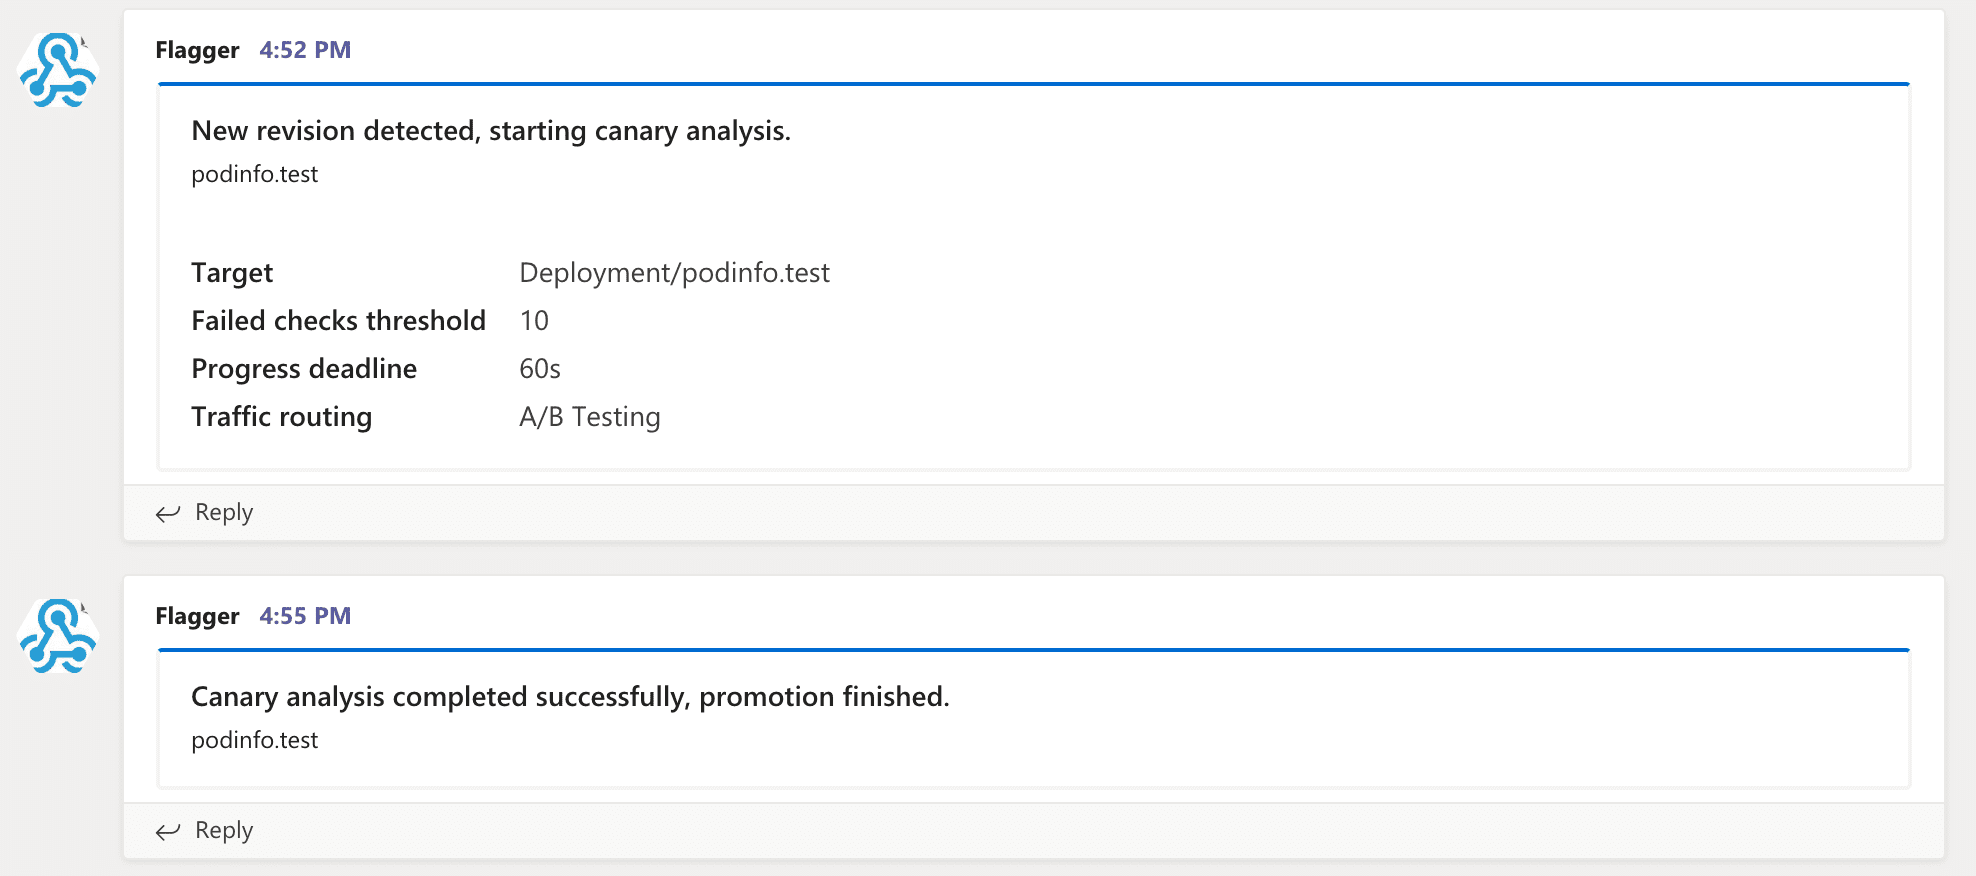 Flagger 4:52 PM
New revision detected, starting canary analysis.
podinfo.test
Target Deployment/podinfo.test
Failed checks threshold 10
Progress deadline 60s
Traffic routing A/B Testing
Reply
Flagger 4:55 PM
Canary analysis completed successfully, promotion finished.
podinfo.test
Reply